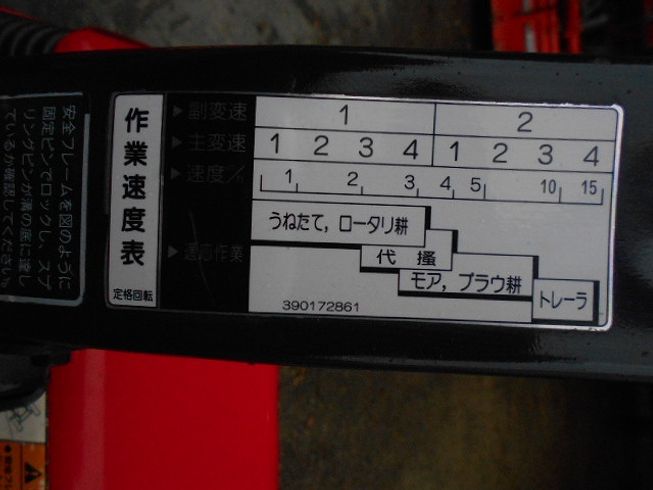 安全フレームを図のように
固定ピンでロックし、スプ
リングピンが溝の底に達し
ているか確認してください。
作業速度表
定格回転
▶副変速 1 2
▶主変速 1 2 3 4 1 2 3 4
▶速度 1 2 3 4 5 10 15
▶適応作業
うねたて，ロータリ耕
代 掻
モア，プラウ耕
トレーラ
390172861